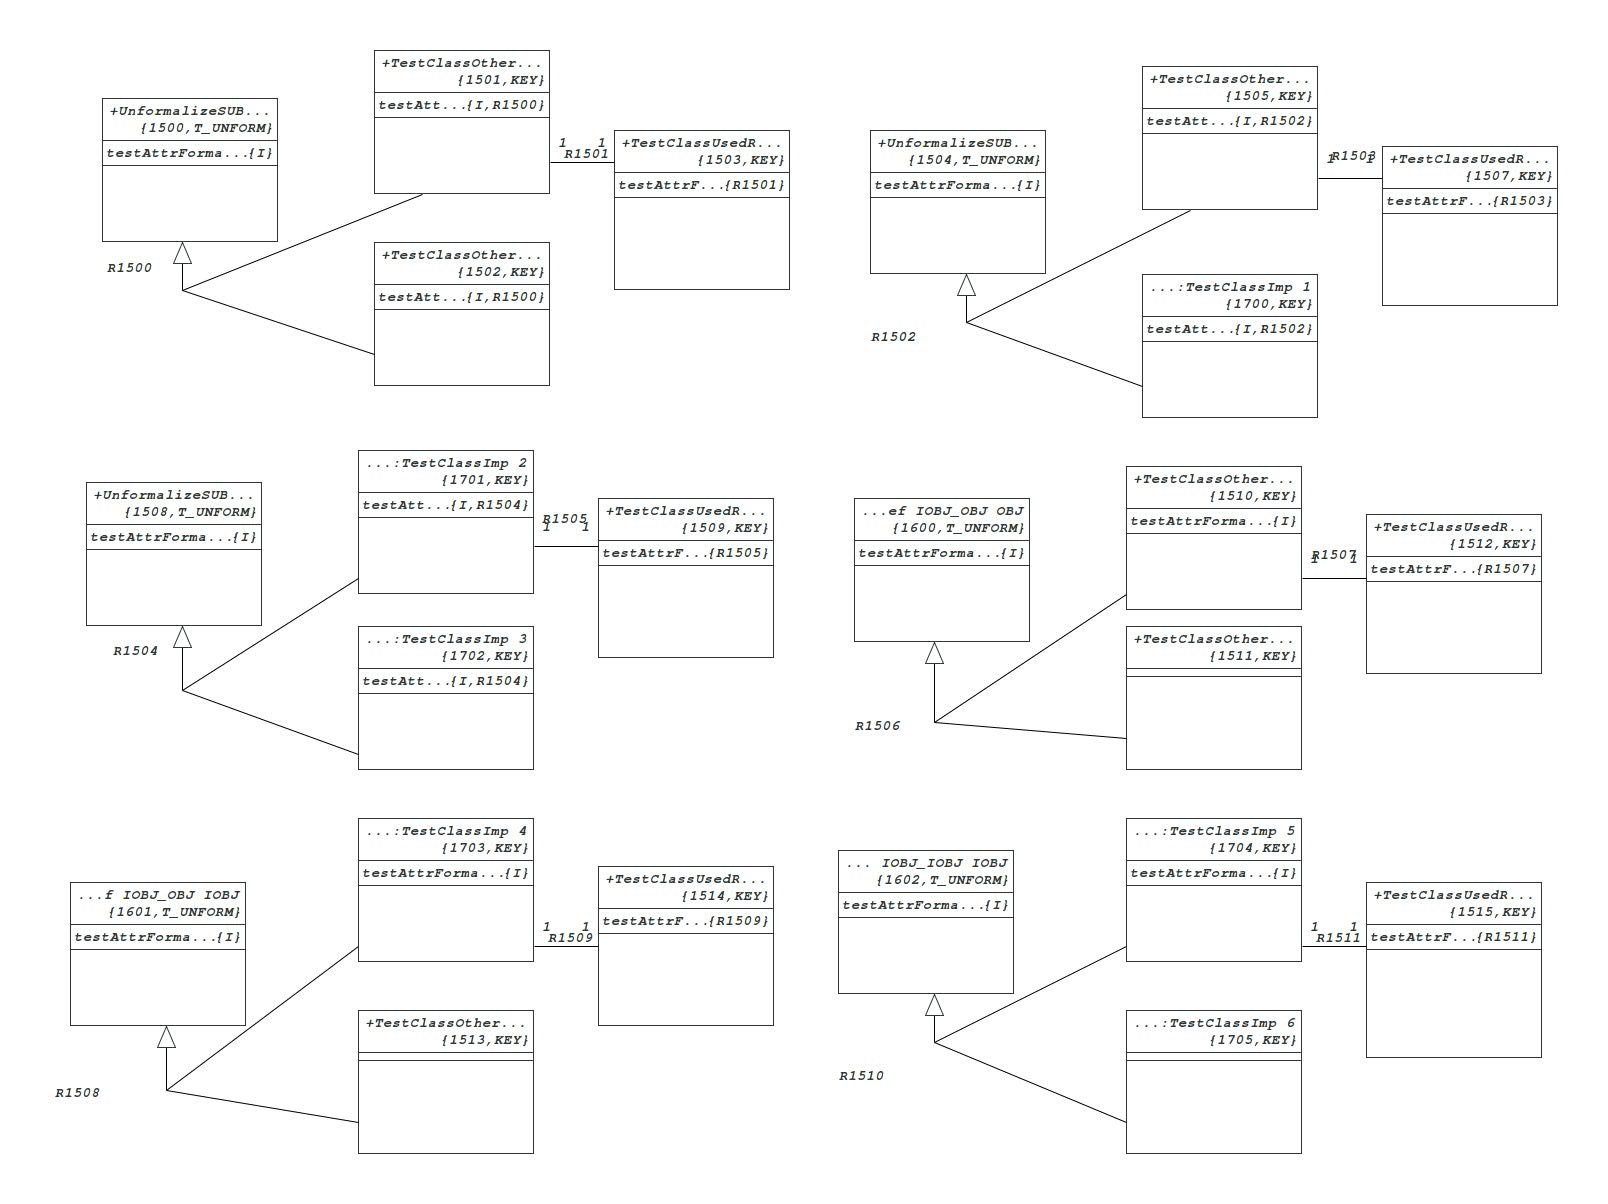 +UnformalizeSUB...
{1500,T_UNFORM}
testAttrForma...{I}
R1500
+TestClassOther...
{1501,KEY}
testAtt...{I,R1500}
1 1
R1501
+TestClassUsedR...
{1503,KEY}
testAttrF...{R1501}
+TestClassOther...
{1502,KEY}
testAtt...{I,R1500}
+UnformalizeSUB...
{1504,T_UNFORM}
testAttrForma...{I}
R1502
+TestClassOther...
{1505,KEY}
testAtt...{I,R1502}
R1503
1 1
+TestClassUsedR...
{1507,KEY}
testAttrF...{R1503}
...:TestClassImp 1
{1700,KEY}
testAtt...{I,R1502}
+UnformalizeSUB...
{1508,T_UNFORM}
testAttrForma...{I}
R1504
...:TestClassImp 2
{1701,KEY}
testAtt...{I,R1504}
R1505
1 1
+TestClassUsedR...
{1509,KEY}
testAttrF...{R1505}
...:TestClassImp 3
{1702,KEY}
testAtt...{I,R1504}
...ef IOBJ_OBJ OBJ
{1600,T_UNFORM}
testAttrForma...{I}
R1506
+TestClassOther...
{1510,KEY}
testAttrForma...{I}
R1507
1 1
+TestClassUsedR...
{1512,KEY}
testAttrF...{R1507}
+TestClassOther...
{1511,KEY}
...f IOBJ_OBJ IOBJ
{1601,T_UNFORM}
testAttrForma...{I}
R1508
...:TestClassImp 4
{1703,KEY}
testAttrForma...{I}
1 1
R1509
+TestClassUsedR...
{1514,KEY}
testAttrF...{R1509}
+TestClassOther...
{1513,KEY}
... IOBJ_IOBJ IOBJ
{1602,T_UNFORM}
testAttrForma...{I}
R1510
...:TestClassImp 5
{1704,KEY}
testAttrForma...{I}
1 1
R1511
+TestClassUsedR...
{1515,KEY}
testAttrF...{R1511}
...:TestClassImp 6
{1705,KEY}